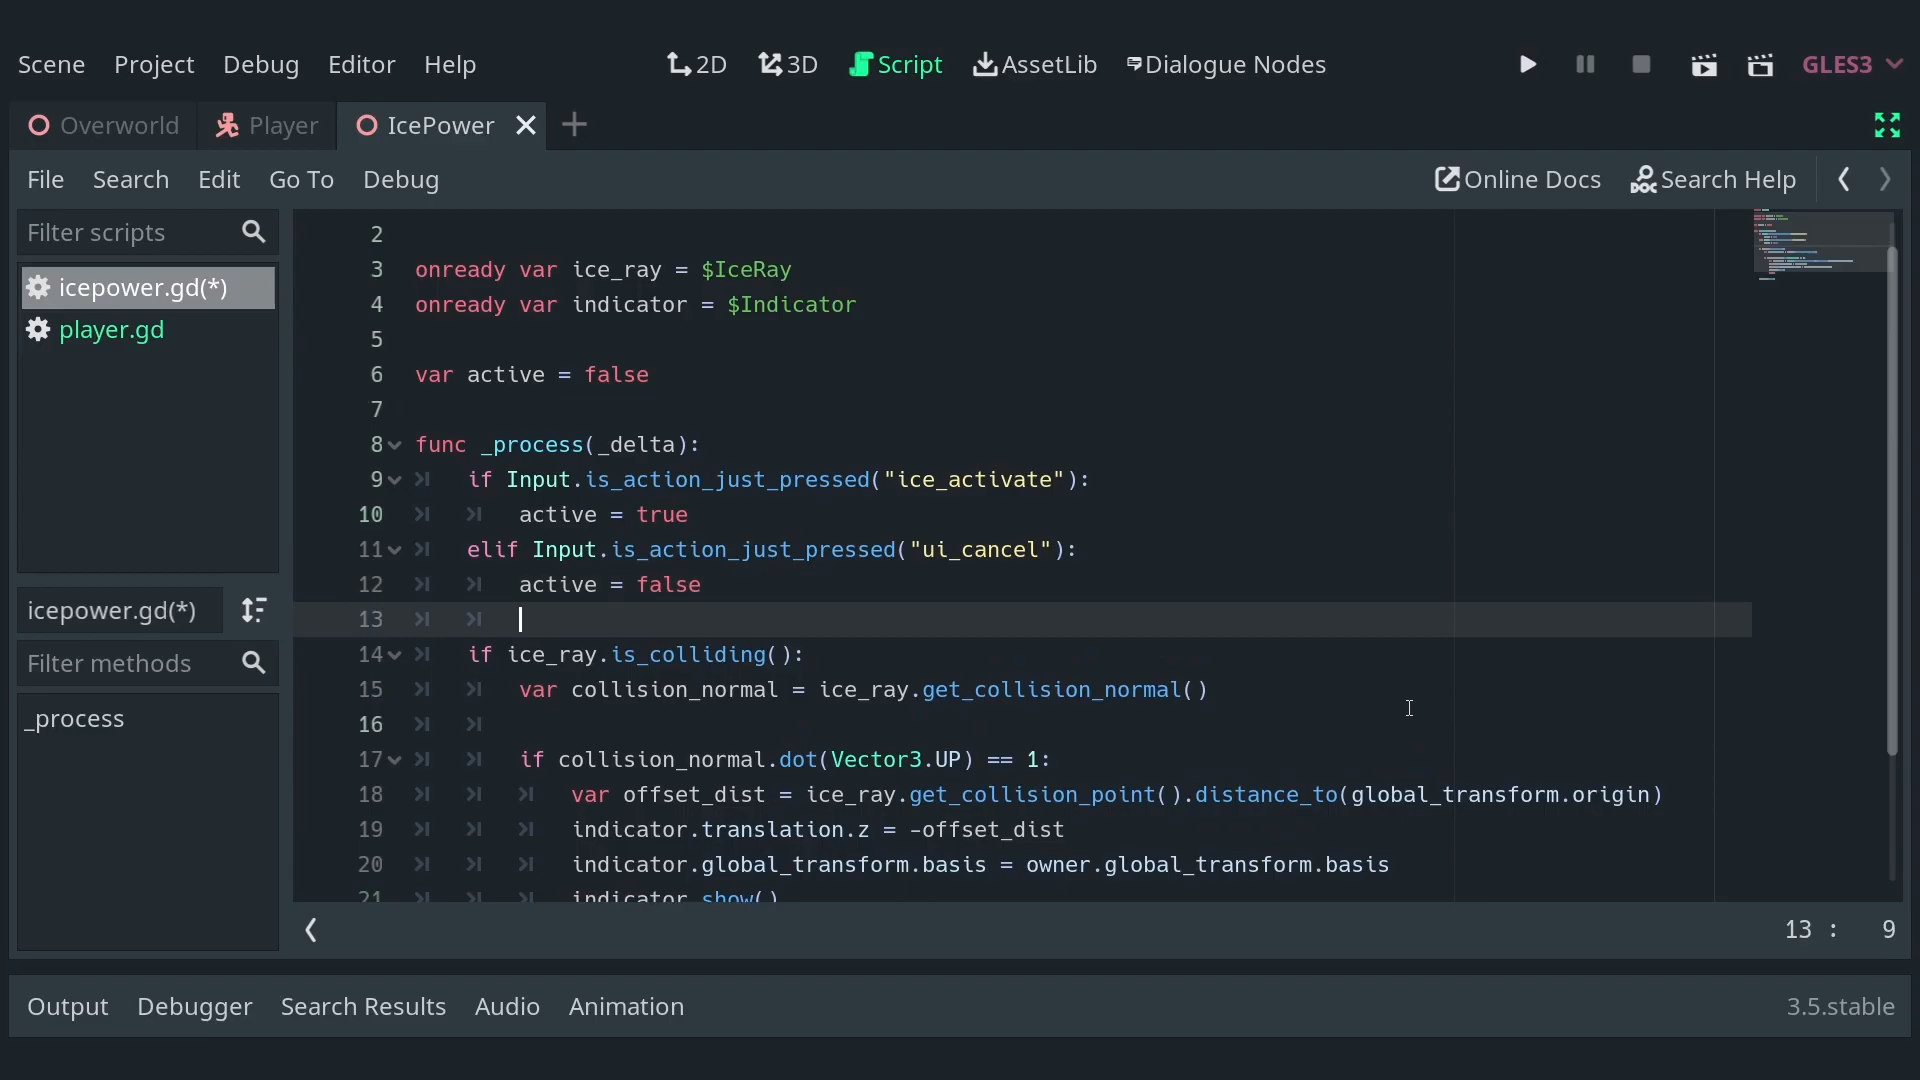 Scene Project Debug Editor Help 2D 3D Script AssetLib Dialogue Nodes GLES3
Overworld Player IcePower
File Search Edit Go To Debug Online Docs Search Help
Filter scripts
icepower.gd(*)
player.gd
icepower.gd(*)
Filter methods
_process
2
3 onready var ice_ray = $IceRay
4 onready var indicator = $Indicator
5
6 var active = false
7
8 func _process(_delta):
9 if Input.is_action_just_pressed("ice_activate"):
10 active = true
11 elif Input.is_action_just_pressed("ui_cancel"):
12 active = false
13
14 if ice_ray.is_colliding():
15 var collision_normal = ice_ray.get_collision_normal()
16
17 if collision_normal.dot(Vector3.UP) == 1:
18 var offset_dist = ice_ray.get_collision_point().distance_to(global_transform.origin)
19 indicator.translation.z = -offset_dist
20 indicator.global_transform.basis = owner.global_transform.basis
21 indicator.show()
13 : 9
Output Debugger Search Results Audio Animation 3.5.stable